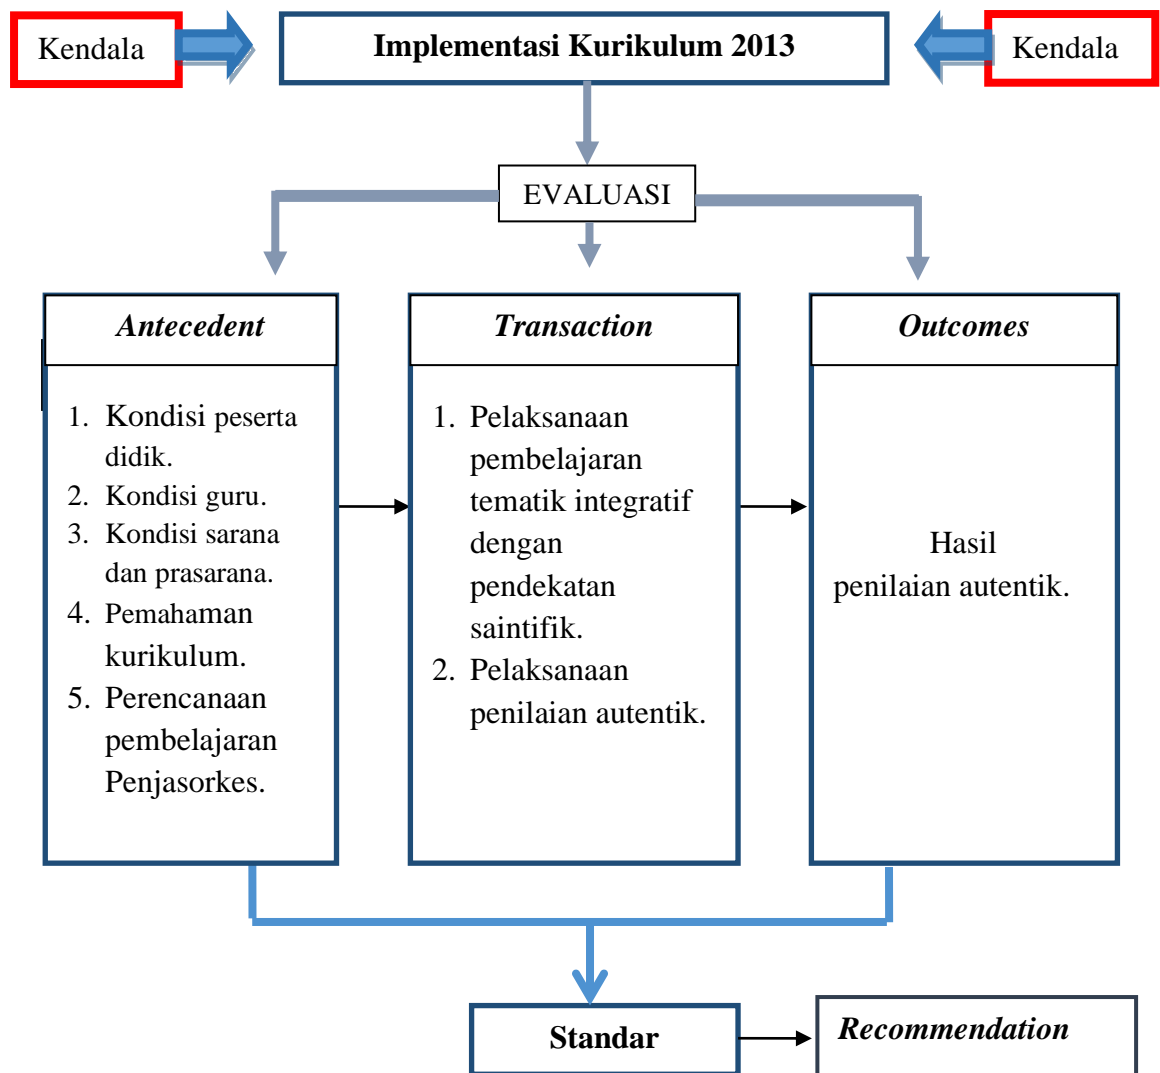 Kendala
Implementasi Kurikulum 2013
Kendala
EVALUASI
Antecedent
1. Kondisi peserta
didik.
2. Kondisi guru.
3. Kondisi sarana
dan prasarana.
4. Pemahaman
kurikulum.
5. Perencanaan
pembelajaran
Penjasorkes.
Transaction
1. Pelaksanaan
pembelajaran
tematik integratif
dengan
pendekatan
saintifik.
2. Pelaksanaan
penilaian autentik.
Outcomes
Hasil
penilaian autentik.
Standar
Recommendation